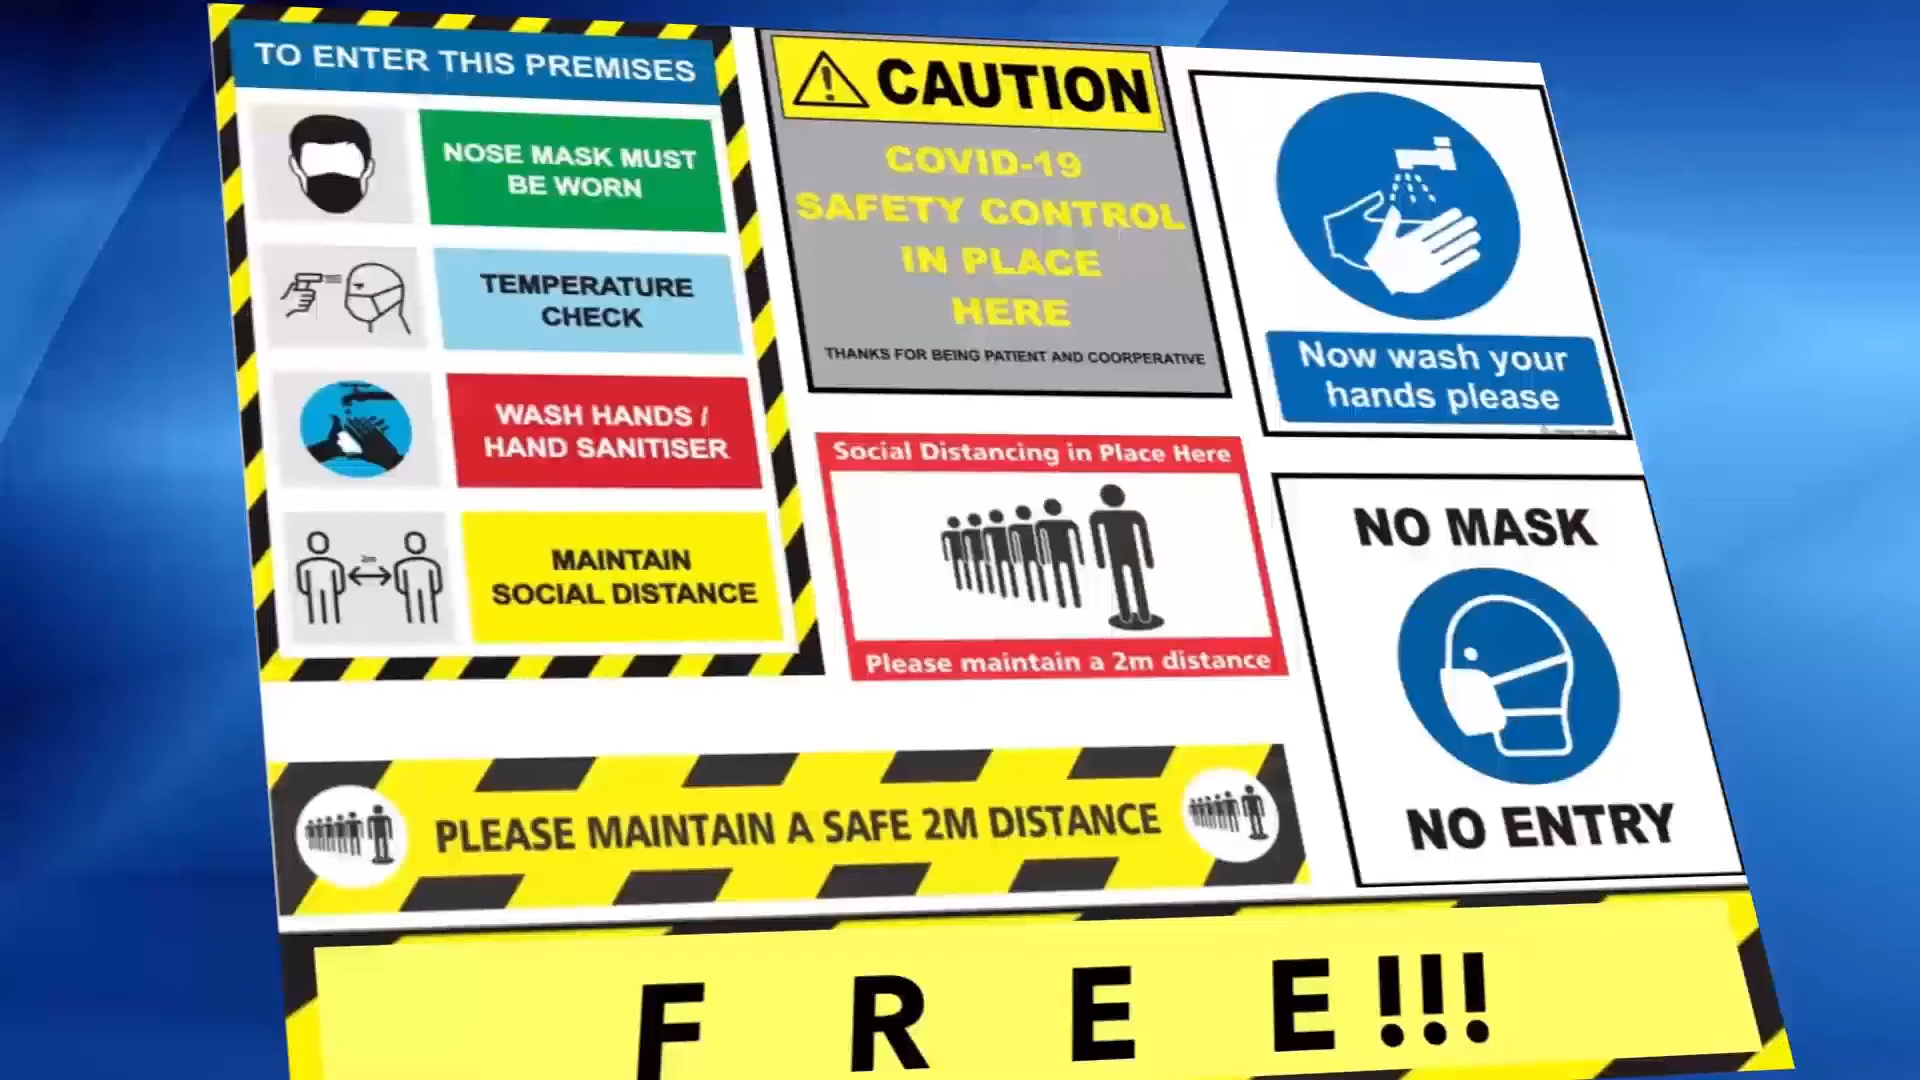 TO ENTER THIS PREMISES
NOSE MASK MUST
BE WORN
TEMPERATURE
CHECK
WASH HANDS /
HAND SANITISER
2m
MAINTAIN
SOCIAL DISTANCE
CAUTION
COVID-19
SAFETY CONTROL
IN PLACE
HERE
THANKS FOR BEING PATIENT AND COORPERATIVE
Now wash your
hands please
Social Distancing in Place Here
Please maintain a 2m distance
NO MASK
NO ENTRY
PLEASE MAINTAIN A SAFE 2M DISTANCE
F R E E!!!